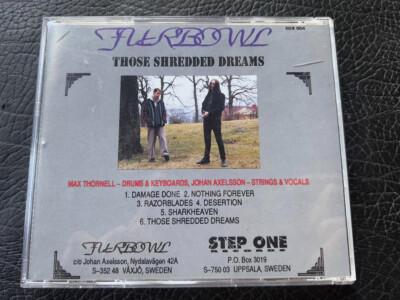 FURBOWL
THOSE SHREDDED DREAMS
MAX THORNELL – DRUMS & KEYBOARDS, JOHAN AXELSSON – STRINGS & VOCALS
1. DAMAGE DONE 2. NOTHING FOREVER
3. RAZORBLADES 4. DESERTION
5. SHARKHEAVEN
6. THOSE SHREDDED DREAMS
FURBOWL
c/o Johan Axelsson, Nydalavägen 42A
S–352 48 VÄXJÖ, SWEDEN
STEP ONE
RECORDS
P.O. Box 3019
S–750 03 UPPSALA, SWEDEN